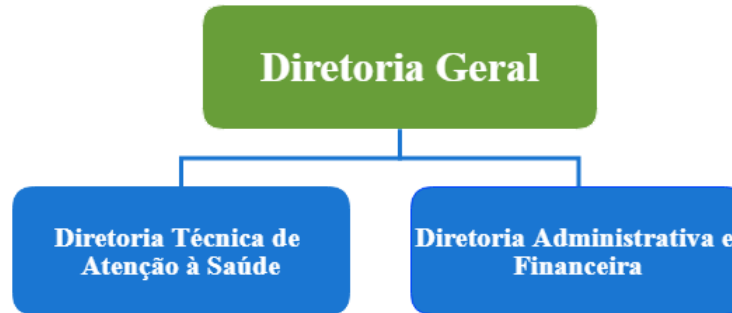 Diretoria Geral
Diretoria Técnica de
Atenção à Saúde
Diretoria Administrativa e
Financeira